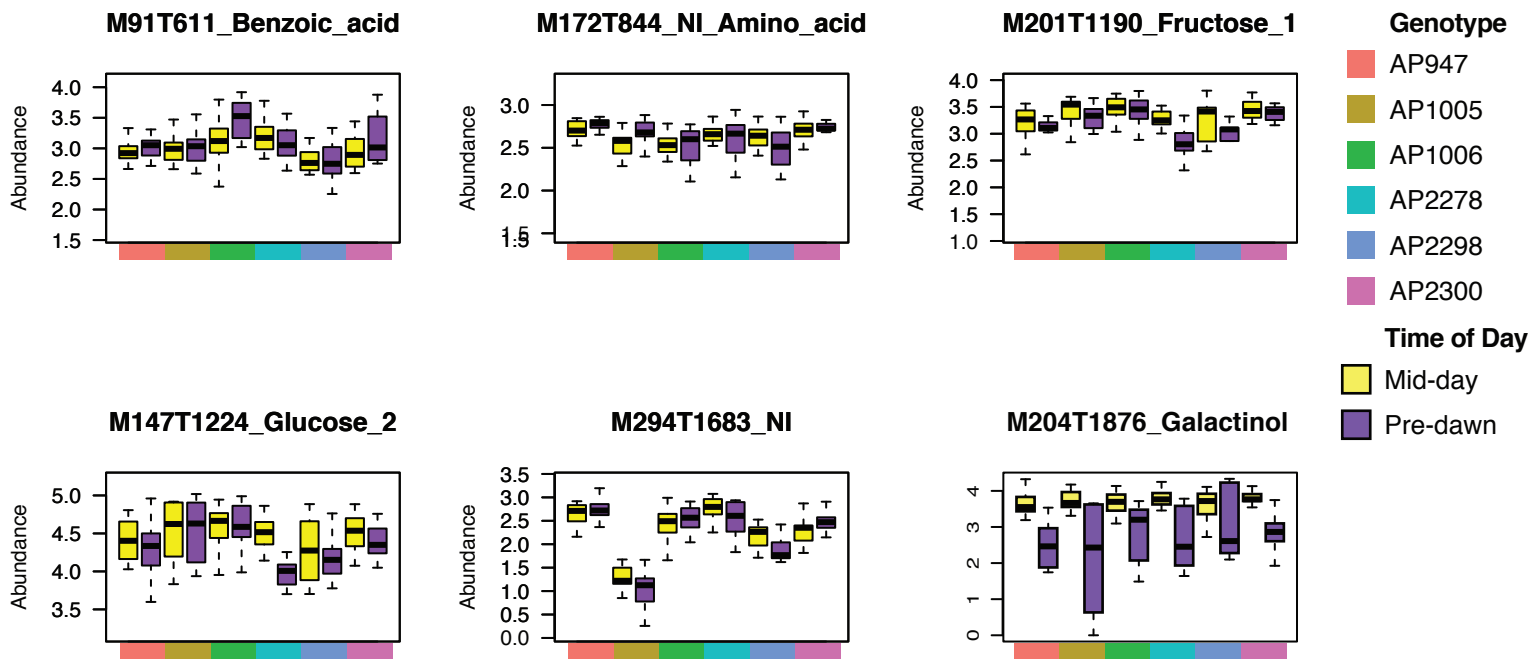 M91T611_Benzoic_acid
Abundance
4.0
3.5
3.0
2.5
2.0
1.5
M172T844_NI_Amino_acid
Abundance
3.0
2.5
2.0
1.5
1.5
M201T1190_Fructose_1
Abundance
4.0
3.5
3.0
2.5
2.0
1.5
1.0
Genotype
AP947
AP1005
AP1006
AP2278
AP2298
AP2300
Time of Day
Mid-day
Pre-dawn
M147T1224_Glucose_2
Abundance
5.0
4.5
4.0
3.5
M294T1683_NI
Abundance
3.5
3.0
2.5
2.0
1.5
1.0
0.5
0.0
M204T1876_Galactinol
4
3
2
1
0